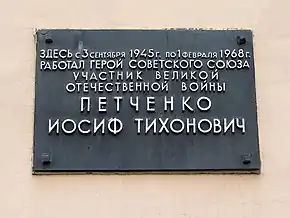 ЗДЕСЬ С 3 СЕНТЯБРЯ 1945 Г. ПО 1 ФЕВРАЛЯ 1968 Г.
РАБОТАЛ ГЕРОЙ СОВЕТСКОГО СОЮЗА
УЧАСТНИК ВЕЛИКОЙ
ОТЕЧЕСТВЕННОЙ ВОЙНЫ
ПЕТЧЕНКО
ИОСИФ ТИХОНОВИЧ